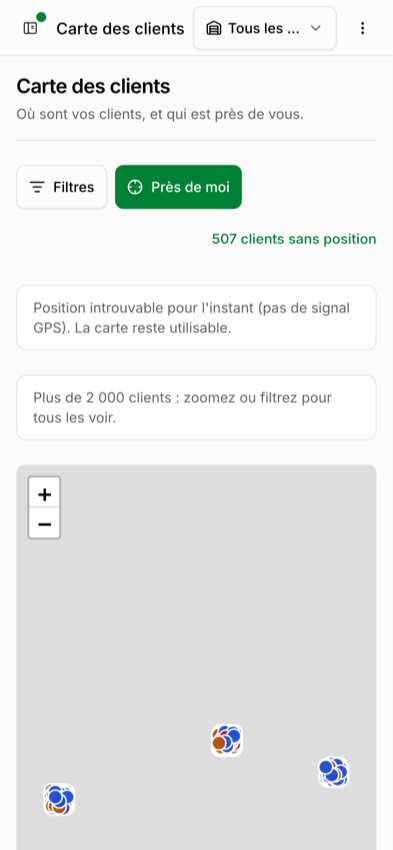 Carte des clients
Tous les ...
Carte des clients
Où sont vos clients, et qui est près de vous.
Filtres
Près de moi
507 clients sans position
Position introuvable pour l'instant (pas de signal
GPS). La carte reste utilisable.
Plus de 2 000 clients : zoomez ou filtrez pour
tous les voir.
+
−